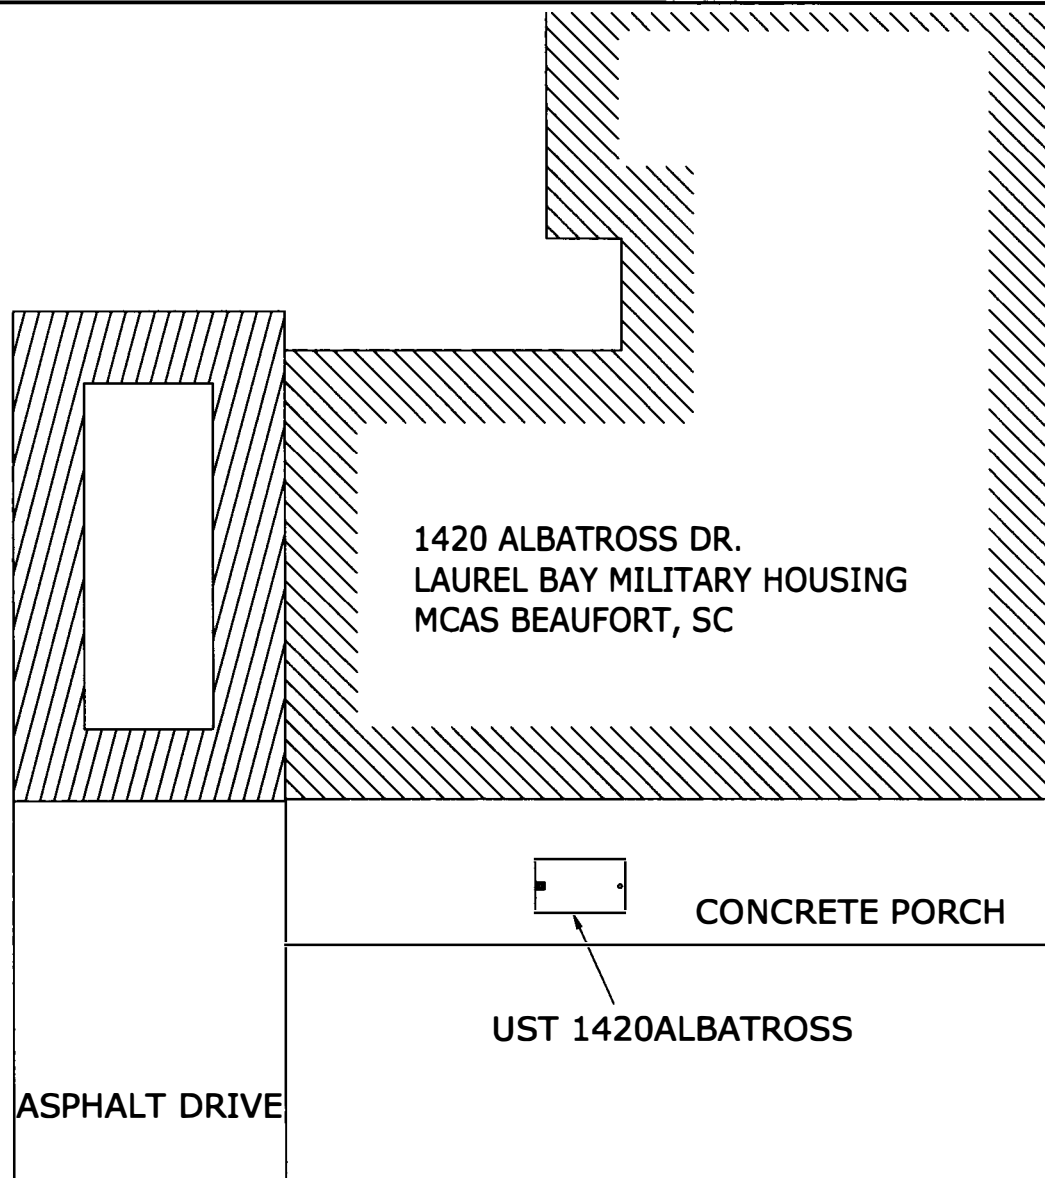 1420 ALBATROSS DR.
LAUREL BAY MILITARY HOUSING
MCAS BEAUFORT, SC
CONCRETE PORCH
UST 1420ALBATROSS
ASPHALT DRIVE